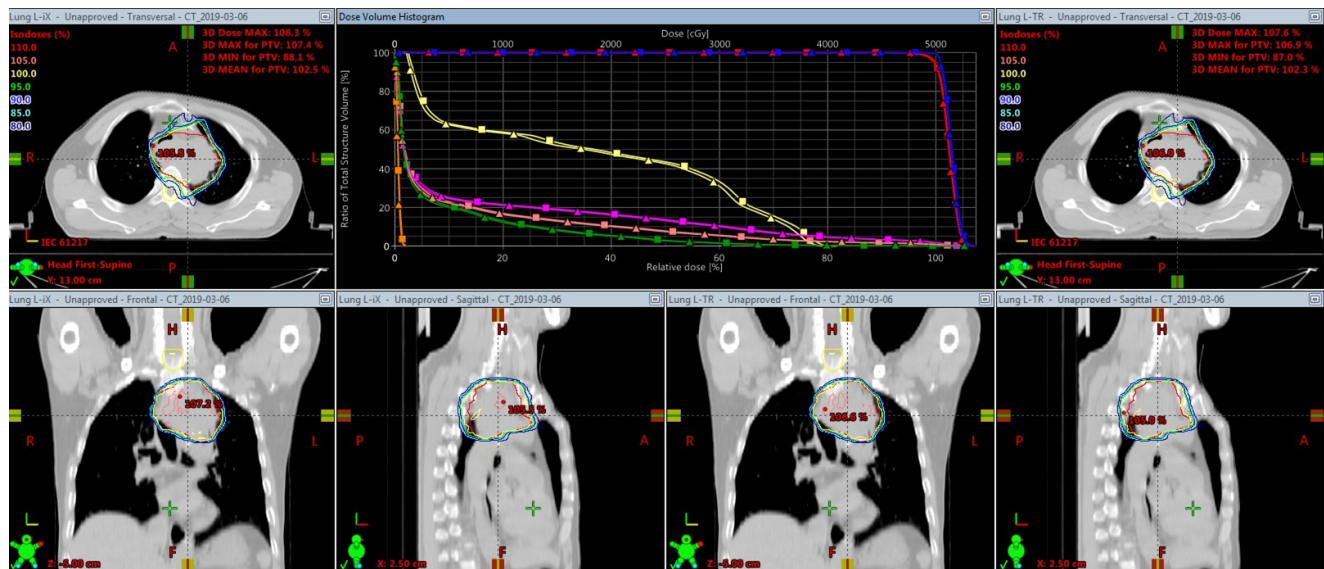 Lung L-iX - Unapproved - Transversal - CT_2019-03-06
Isodoses (%)
110.0
105.0
100.0
95.0
90.0
85.0
80.0
3D Dose MAX: 108.3 %
3D MAX for PTV: 107.4 %
3D MIN for PTV: 88.1 %
3D MEAN for PTV: 102.5 %
A
R
105.8 %
L
IEC 61217
Head First-Supine
Y: 13.00 cm
P
Dose Volume Histogram
Dose [cGy]
0
1000
2000
3000
4000
5000
Ratio of Total Structure Volume [%]
100
80
60
40
20
0
0
20
40
60
80
100
Relative dose [%]
Lung L-TR - Unapproved - Transversal - CT_2019-03-06
Isodoses (%)
110.0
105.0
100.0
95.0
90.0
85.0
80.0
3D Dose MAX: 107.6 %
3D MAX for PTV: 106.9 %
3D MIN for PTV: 87.0 %
3D MEAN for PTV: 102.3 %
A
R
106.0 %
L
IEC 61217
Head First-Supine
Y: 13.00 cm
P
Lung L-iX - Unapproved - Frontal - CT_2019-03-06
H
107.2 %
R
L
F
Z: -5.00 cm
Lung L-iX - Unapproved - Sagittal - CT_2019-03-06
H
P
A
F
X: 2.50 cm
Lung L-TR - Unapproved - Frontal - CT_2019-03-06
H
106.6 %
R
L
F
Z: -5.00 cm
Lung L-TR - Unapproved - Sagittal - CT_2019-03-06
H
P
A
F
X: 2.50 cm